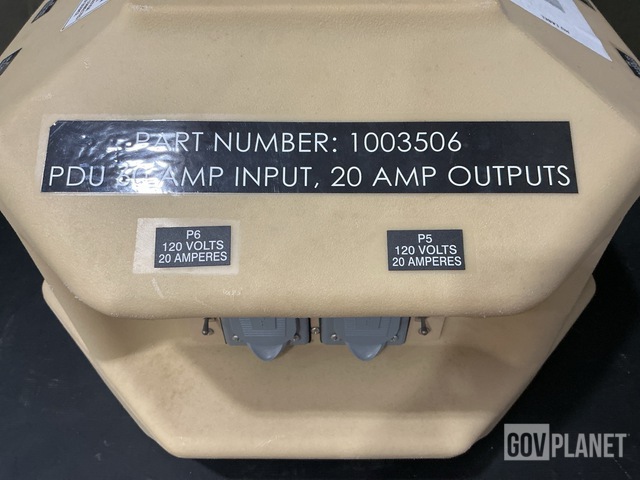 PART NUMBER: 1003506
PDU AMP INPUT, 20 AMP OUTPUTS
P6
120 VOLTS
20 AMPERES
P5
120 VOLTS
20 AMPERES
GOVPLANET